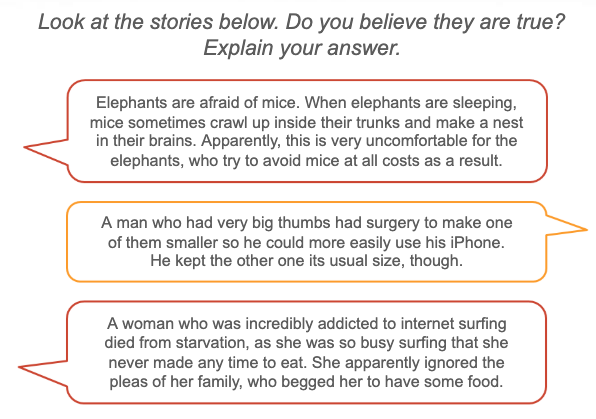 Look at the stories below. Do you believe they are true?
Explain your answer.
Elephants are afraid of mice. When elephants are sleeping,
mice sometimes crawl up inside their trunks and make a nest
in their brains. Apparently, this is very uncomfortable for the
elephants, who try to avoid mice at all costs as a result.
A man who had very big thumbs had surgery to make one
of them smaller so he could more easily use his iPhone.
He kept the other one its usual size, though.
A woman who was incredibly addicted to internet surfing
died from starvation, as she was so busy surfing that she
never made any time to eat. She apparently ignored the
pleas of her family, who begged her to have some food.